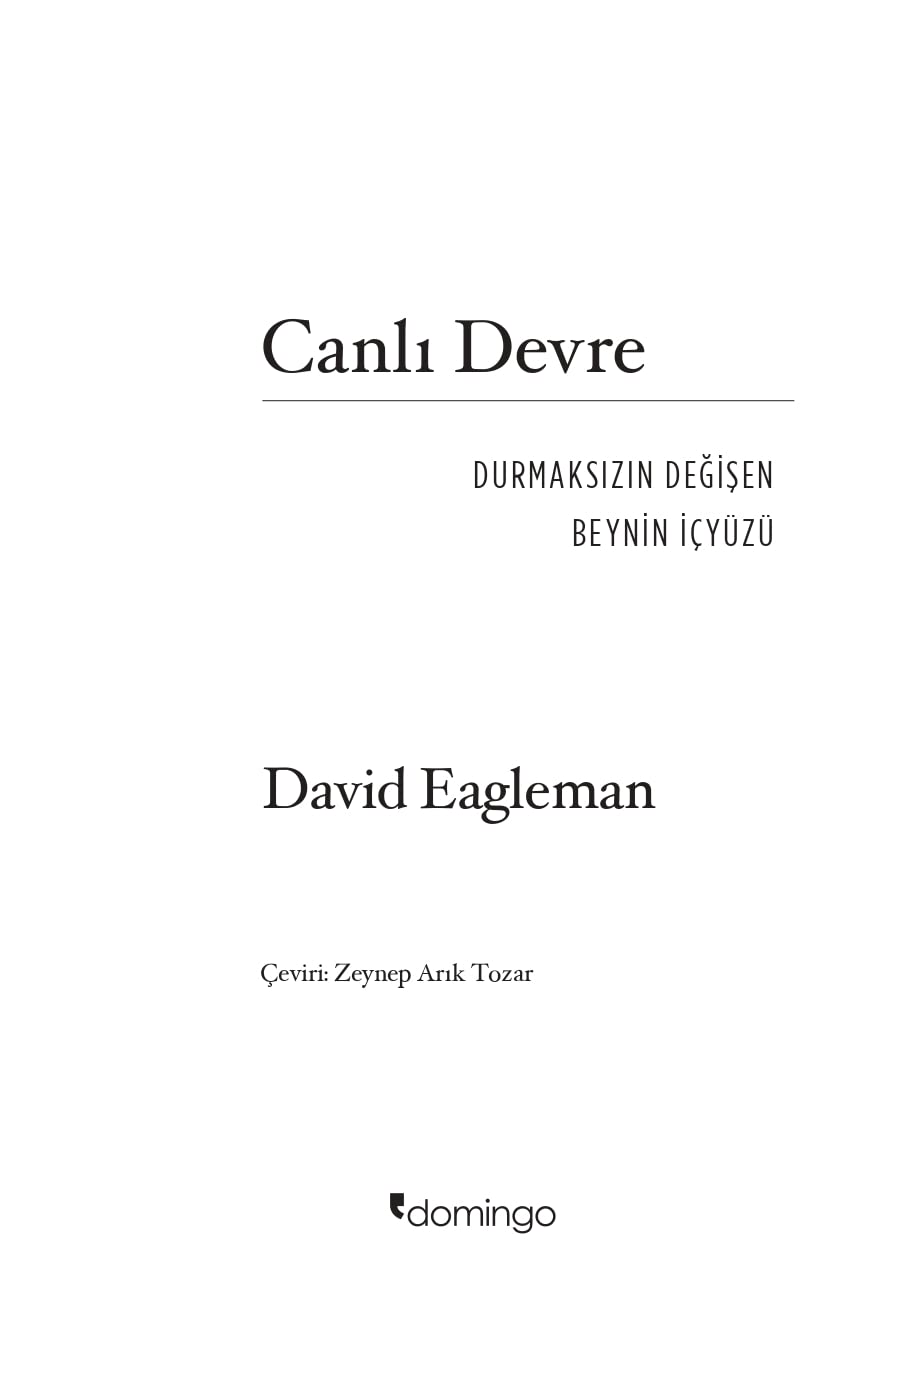 Canlı Devre
DURMAKSIZIN DEĞİŞEN
BEYNİN İÇYÜZÜ
David Eagleman
Çeviri: Zeynep Arık Tozar
domingo